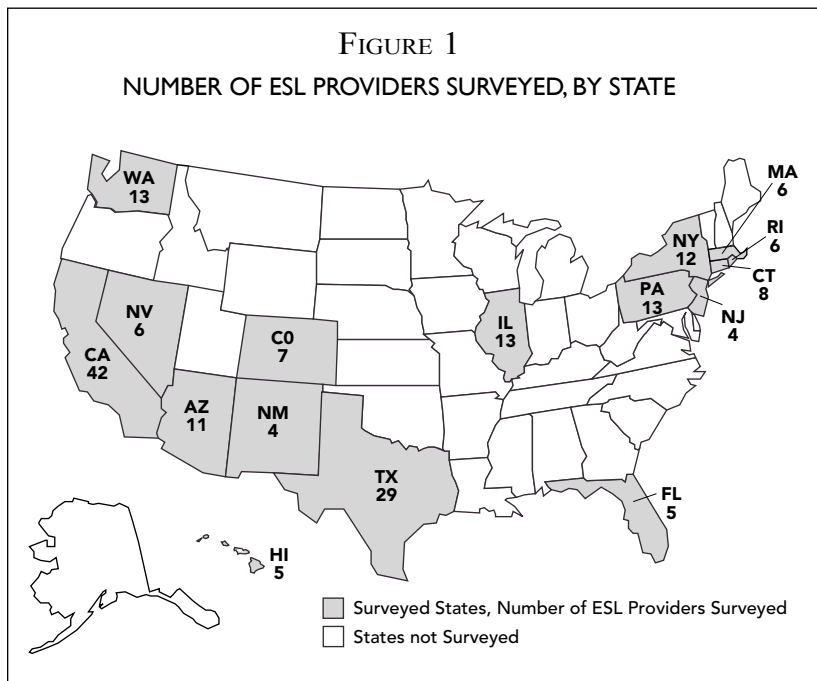 FIGURE 1
NUMBER OF ESL PROVIDERS SURVEYED, BY STATE
WA
13
MA
6
RI
6
NY
12
CT
8
PA
13
NJ
4
NV
6
IL
13
C0
7
CA
42
AZ
11
NM
4
TX
29
FL
5
HI
5
Surveyed States, Number of ESL Providers Surveyed
States not Surveyed